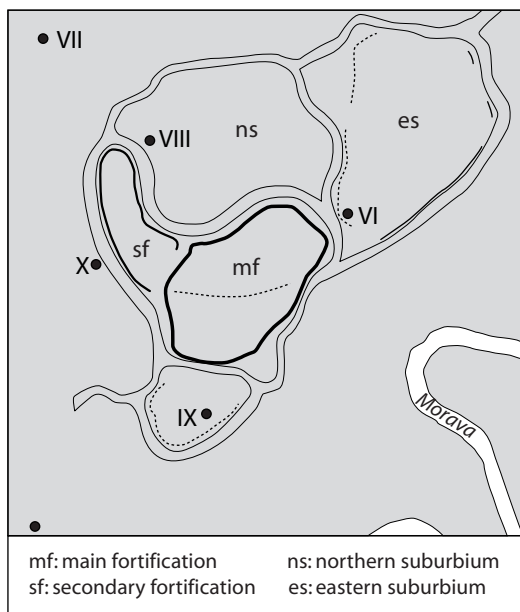 VII
VIII
ns
es
VI
sf
X
mf
IX
Morava
mf: main fortification
ns: northern suburbium
sf: secondary fortification
es: eastern suburbium